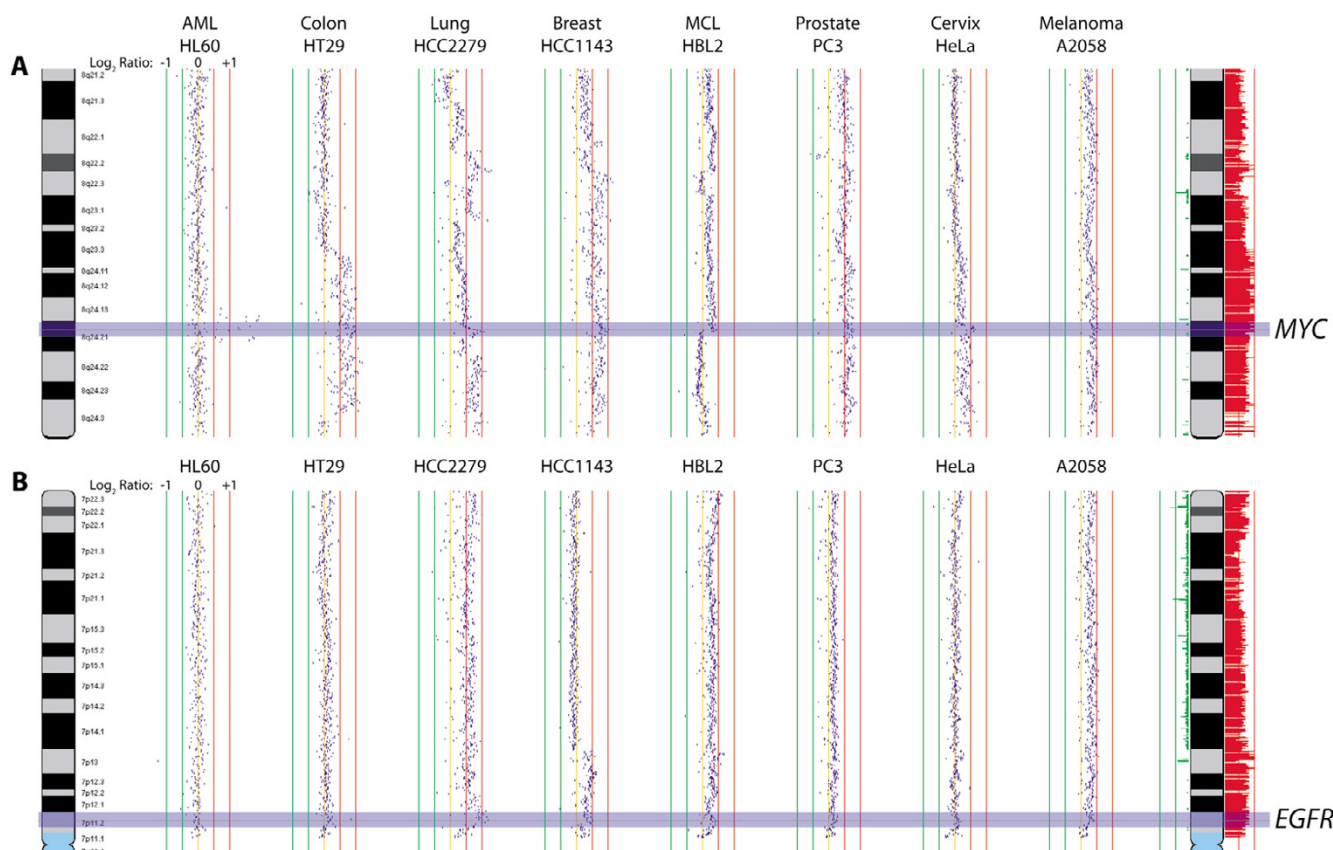 AML Colon Lung Breast MCL Prostate Cervix Melanoma
HL60 HT29 HCC2279 HCC1143 HBL2 PC3 HeLa A2058
A Log2 Ratio: -1 0 +1
8q21.2
8q21.3
8q22.1
8q22.2
8q22.3
8q23.1
8q23.2
8q23.3
8q24.11
8q24.12
8q24.13
MYC
8q24.21
8q24.22
8q24.23
8q24.3
HL60 HT29 HCC2279 HCC1143 HBL2 PC3 HeLa A2058
B Log2 Ratio: -1 0 +1
7p22.3
7p22.2
7p22.1
7p21.3
7p21.2
7p21.1
7p15.3
7p15.2
7p15.1
7p14.3
7p14.2
7p14.1
7p13
7p12.3
7p12.2
7p12.1
7p11.2 EGFR
7p11.1